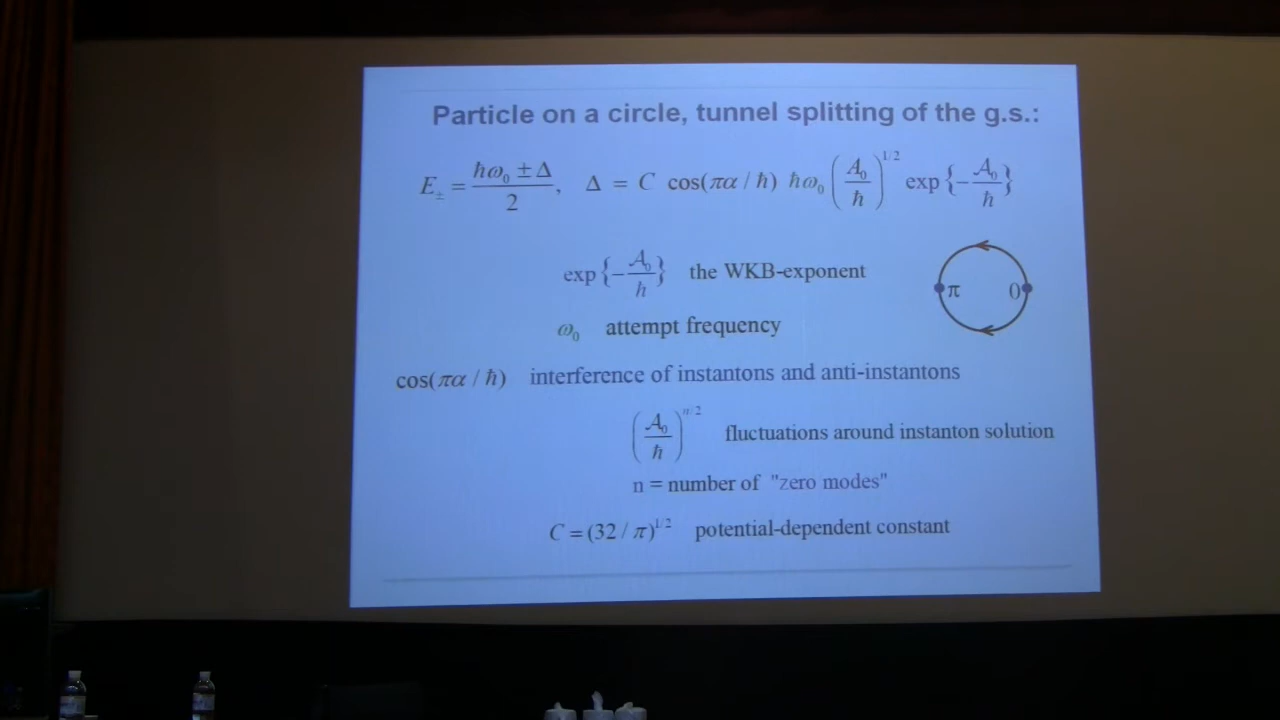 Particle on a circle, tunnel splitting of the g.s.:
E± = (ħω₀ ± Δ)/2, Δ = C cos(πα / ħ) ħω₀ (A₀/ħ)^1/2 exp{−A₀/ħ}
exp{−A₀/ħ} the WKB-exponent
π 0
ω₀ attempt frequency
cos(πα / ħ) interference of instantons and anti-instantons
(A₀/ħ)^n/2 fluctuations around instanton solution
n = number of "zero modes"
C = (32 / π)^1/2 potential-dependent constant